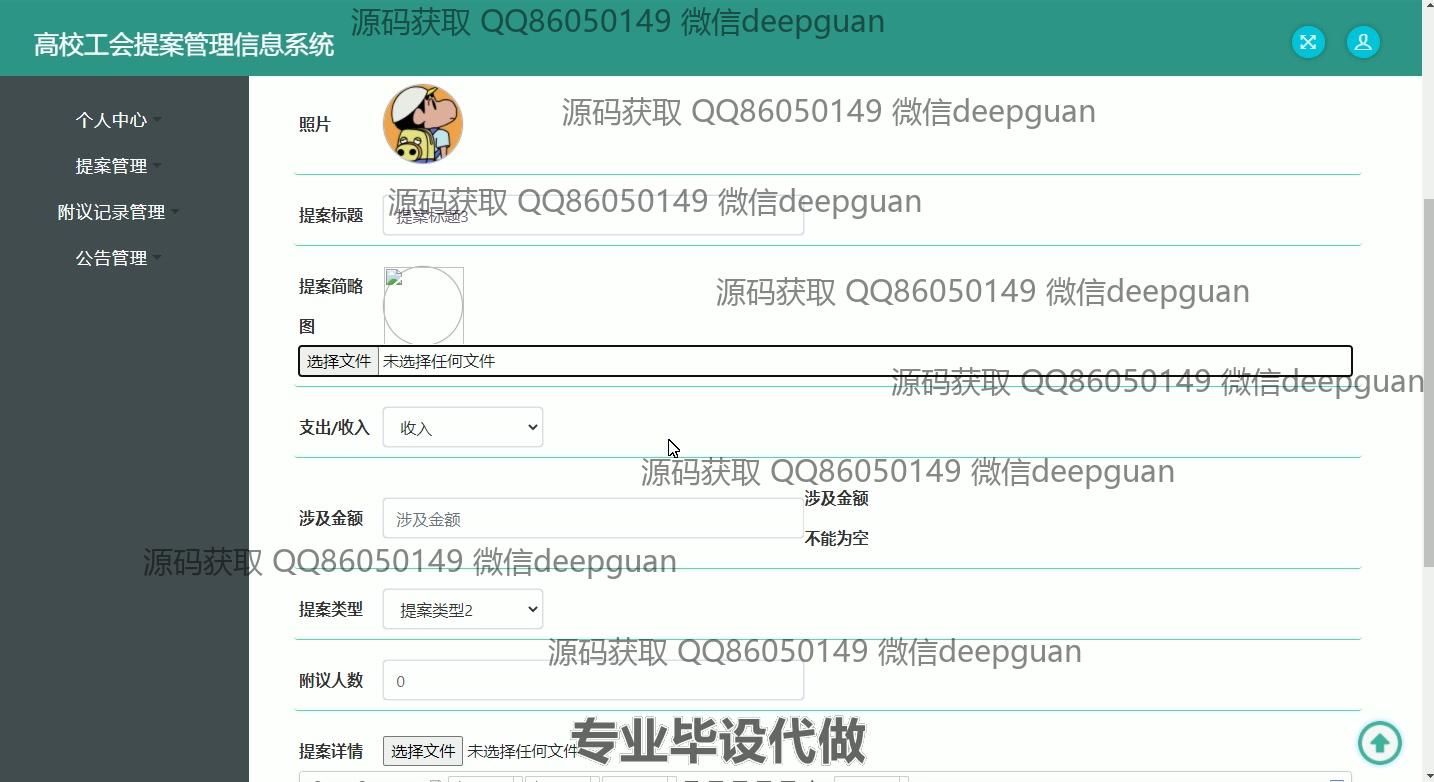 源码获取 QQ86050149 微信deepguan
高校工会提案管理信息系统
个人中心
提案管理
附议记录管理
公告管理
源码获取 QQ86050149 微信deepguan
照片
源码获取 QQ86050149 微信deepguan
提案标题 提案标题3
提案简略
图
源码获取 QQ86050149 微信deepguan
选择文件 未选择任何文件
源码获取 QQ86050149 微信deepguan
支出/收入 收入
源码获取 QQ86050149 微信deepguan
涉及金额 涉及金额
涉及金额
不能为空
源码获取 QQ86050149 微信deepguan
提案类型 提案类型2
源码获取 QQ86050149 微信deepguan
附议人数 0
提案详情 选择文件 未选择任何文件
专业毕设代做